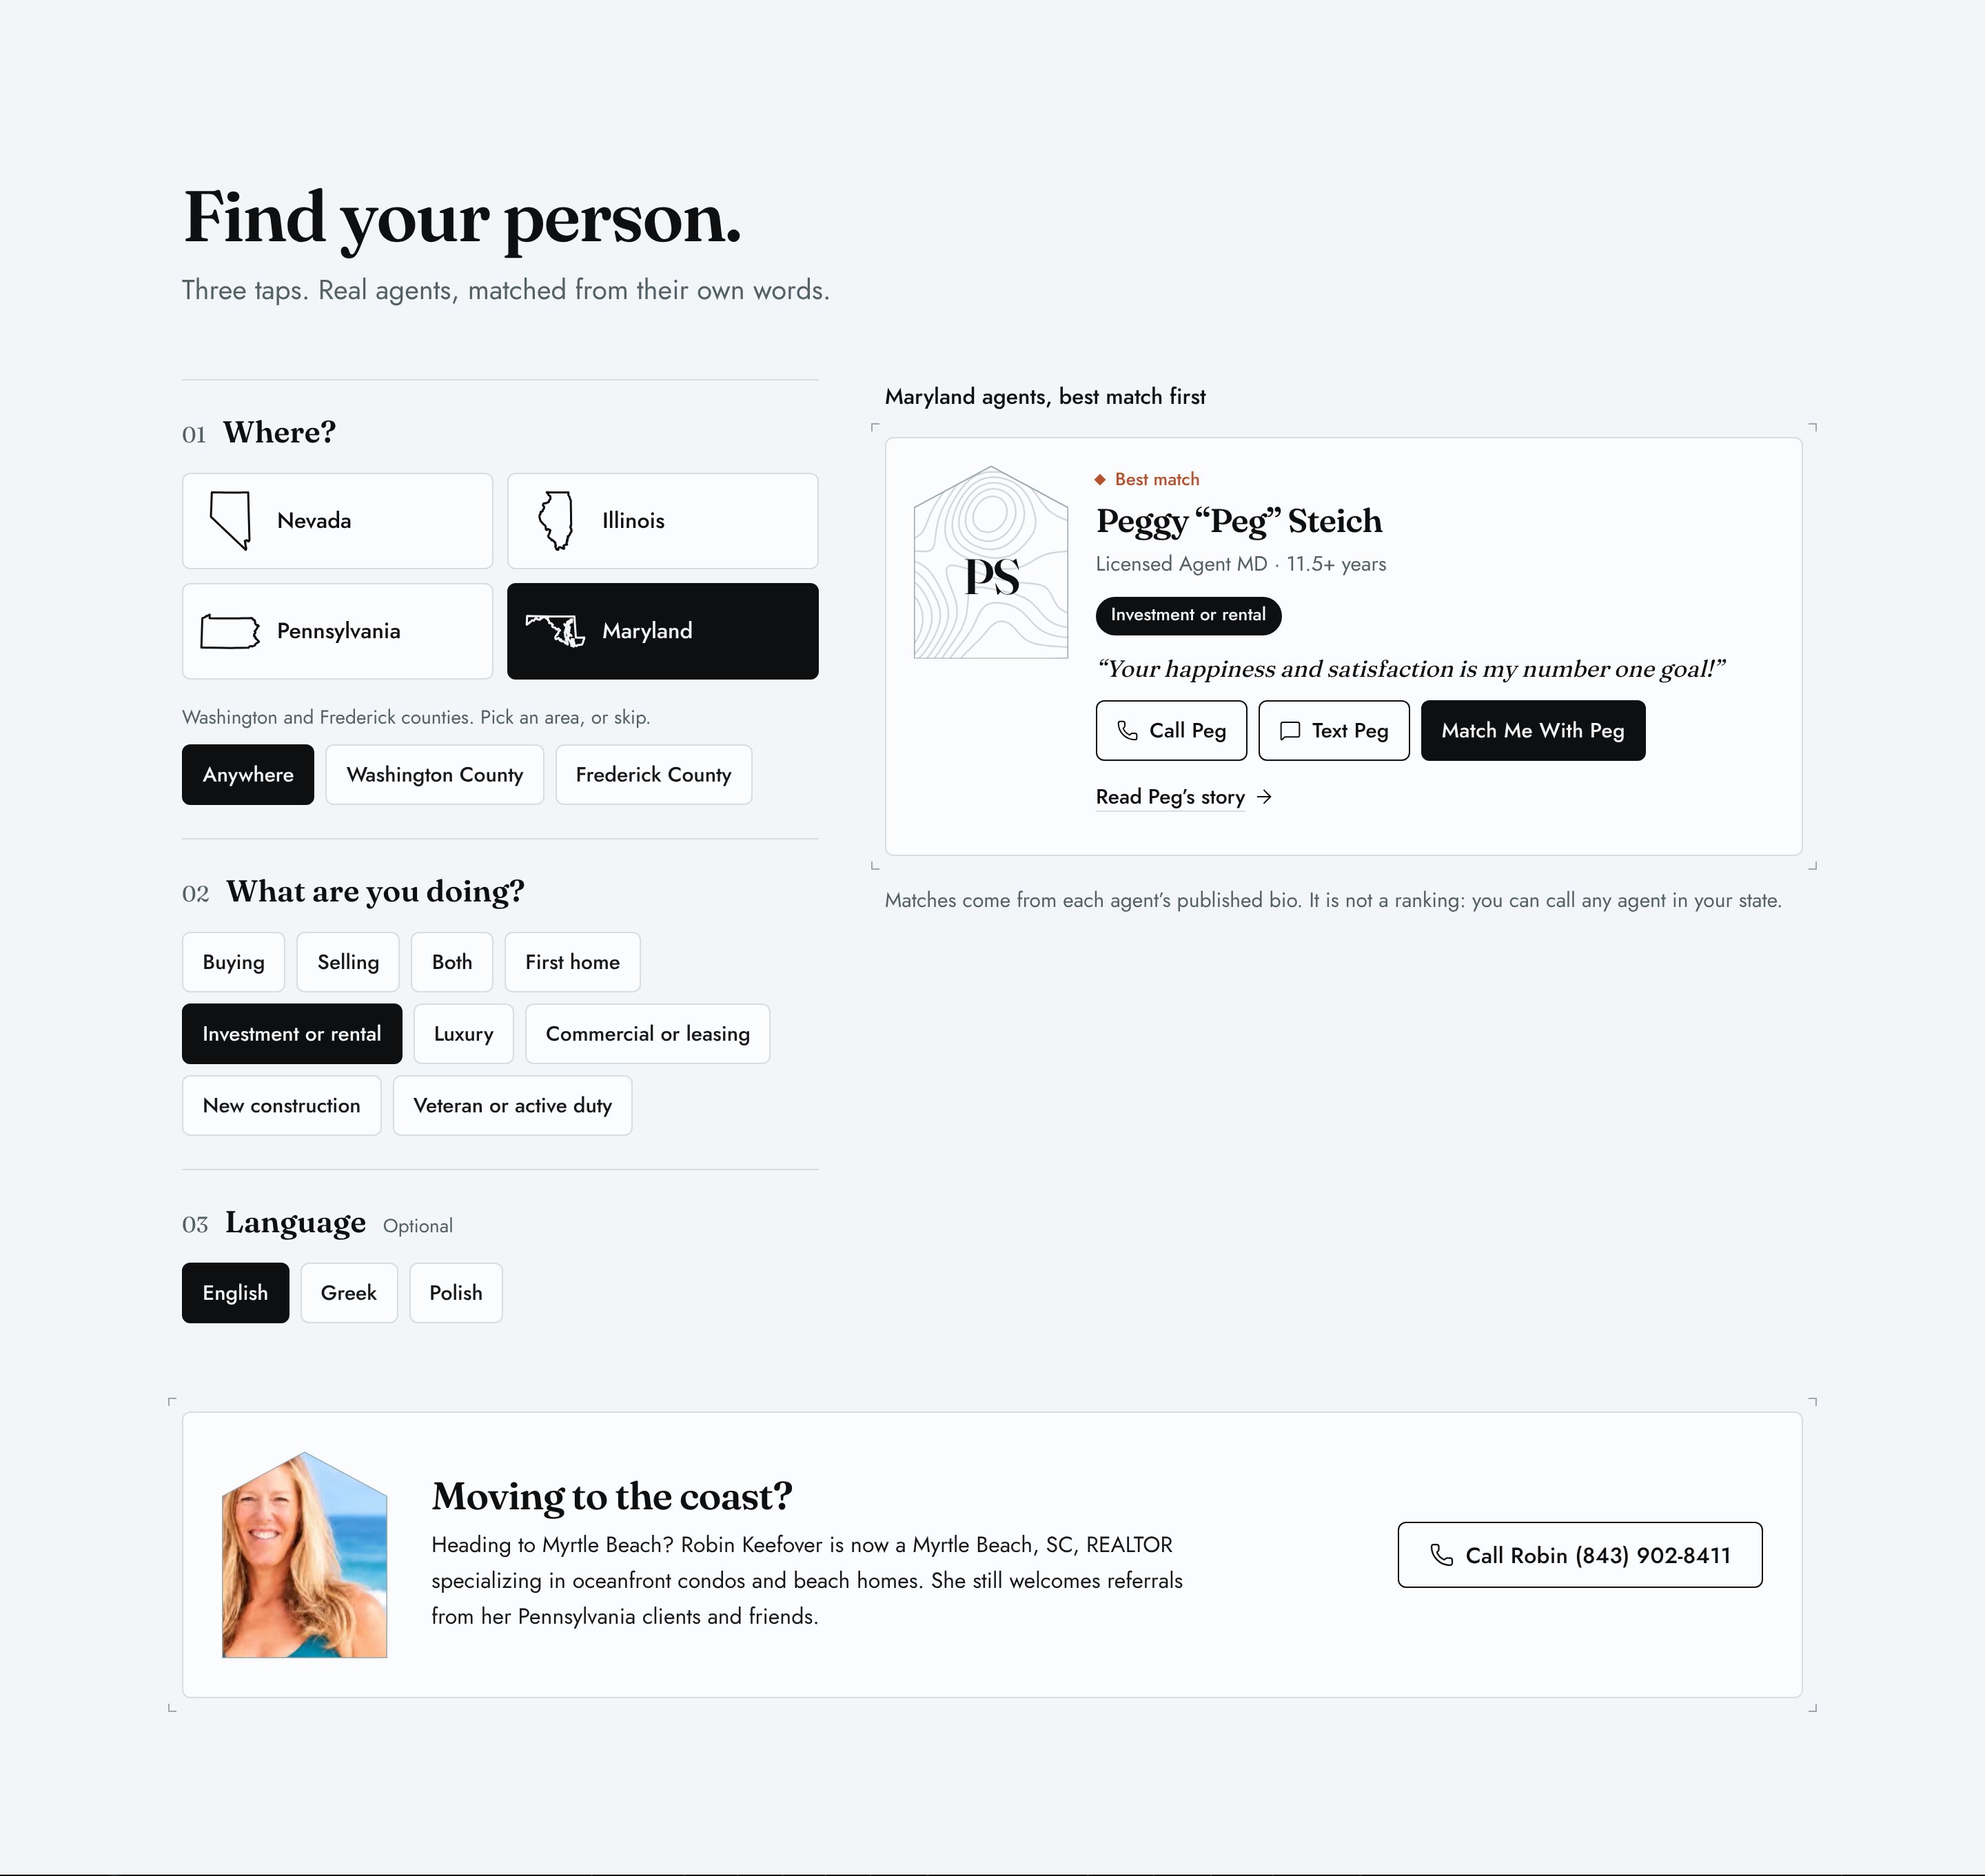 Find your person.
Three taps. Real agents, matched from their own words.
01 Where?
Nevada
Illinois
Pennsylvania
Maryland
Washington and Frederick counties. Pick an area, or skip.
Anywhere
Washington County
Frederick County
02 What are you doing?
Buying
Selling
Both
First home
Investment or rental
Luxury
Commercial or leasing
New construction
Veteran or active duty
03 Language Optional
English
Greek
Polish
Maryland agents, best match first
PS
Best match
Peggy “Peg” Steich
Licensed Agent MD · 11.5+ years
Investment or rental
“Your happiness and satisfaction is my number one goal!”
Call Peg
Text Peg
Match Me With Peg
Read Peg’s story →
Matches come from each agent’s published bio. It is not a ranking: you can call any agent in your state.
Moving to the coast?
Heading to Myrtle Beach? Robin Keefover is now a Myrtle Beach, SC, REALTOR
specializing in oceanfront condos and beach homes. She still welcomes referrals
from her Pennsylvania clients and friends.
Call Robin (843) 902-8411